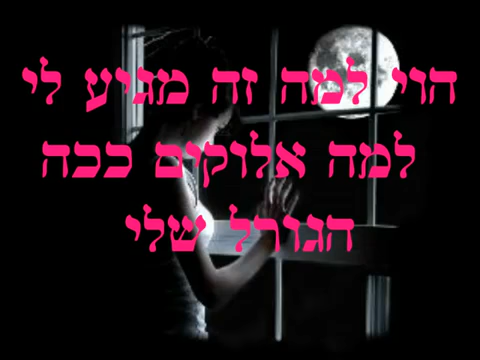 הוי למה זה מגיע לי
למה אלוקים ככה
הגורל שלי